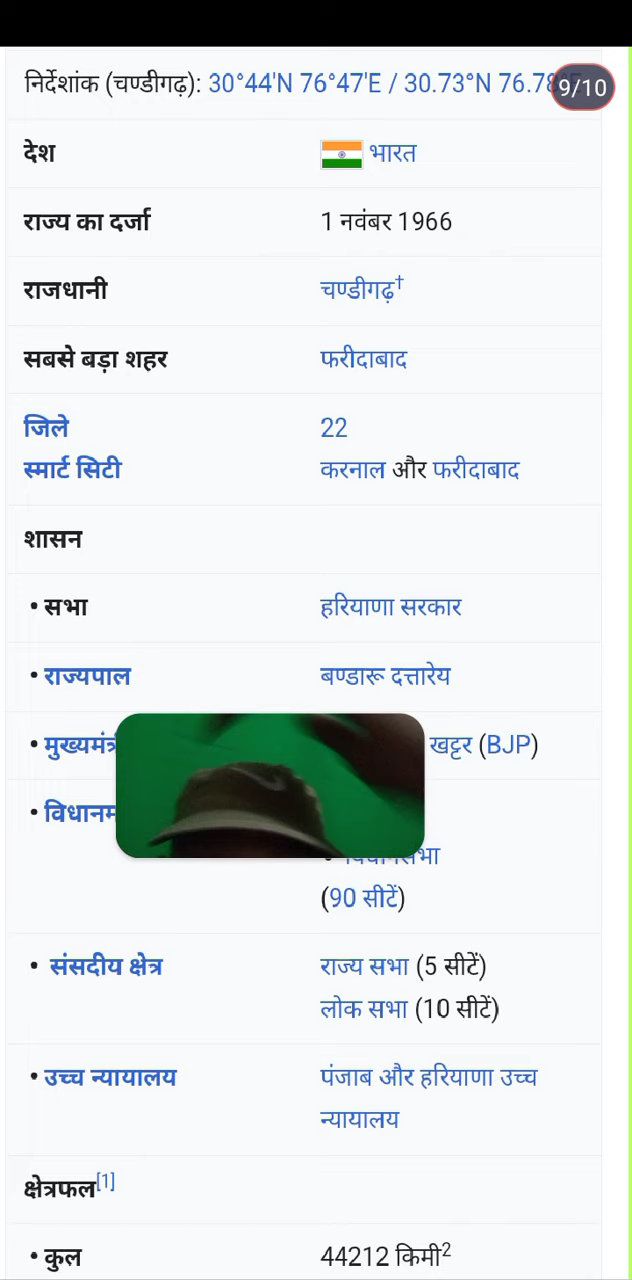 निर्देशांक (चण्डीगढ़): 30°44'N 76°47'E / 30.73°N 76.78
9/10
देश भारत
राज्य का दर्जा 1 नवंबर 1966
राजधानी चण्डीगढ़†
सबसे बड़ा शहर फरीदाबाद
जिले 22
स्मार्ट सिटी करनाल और फरीदाबाद
शासन
• सभा हरियाणा सरकार
• राज्यपाल बण्डारू दत्तारेय
• खट्टर (BJP)
•
(90 सीटें)
• संसदीय क्षेत्र राज्य सभा (5 सीटें)
लोक सभा (10 सीटें)
• उच्च न्यायालय पंजाब और हरियाणा उच्च
न्यायालय
क्षेत्रफल[1]
• कुल 44212 किमी2